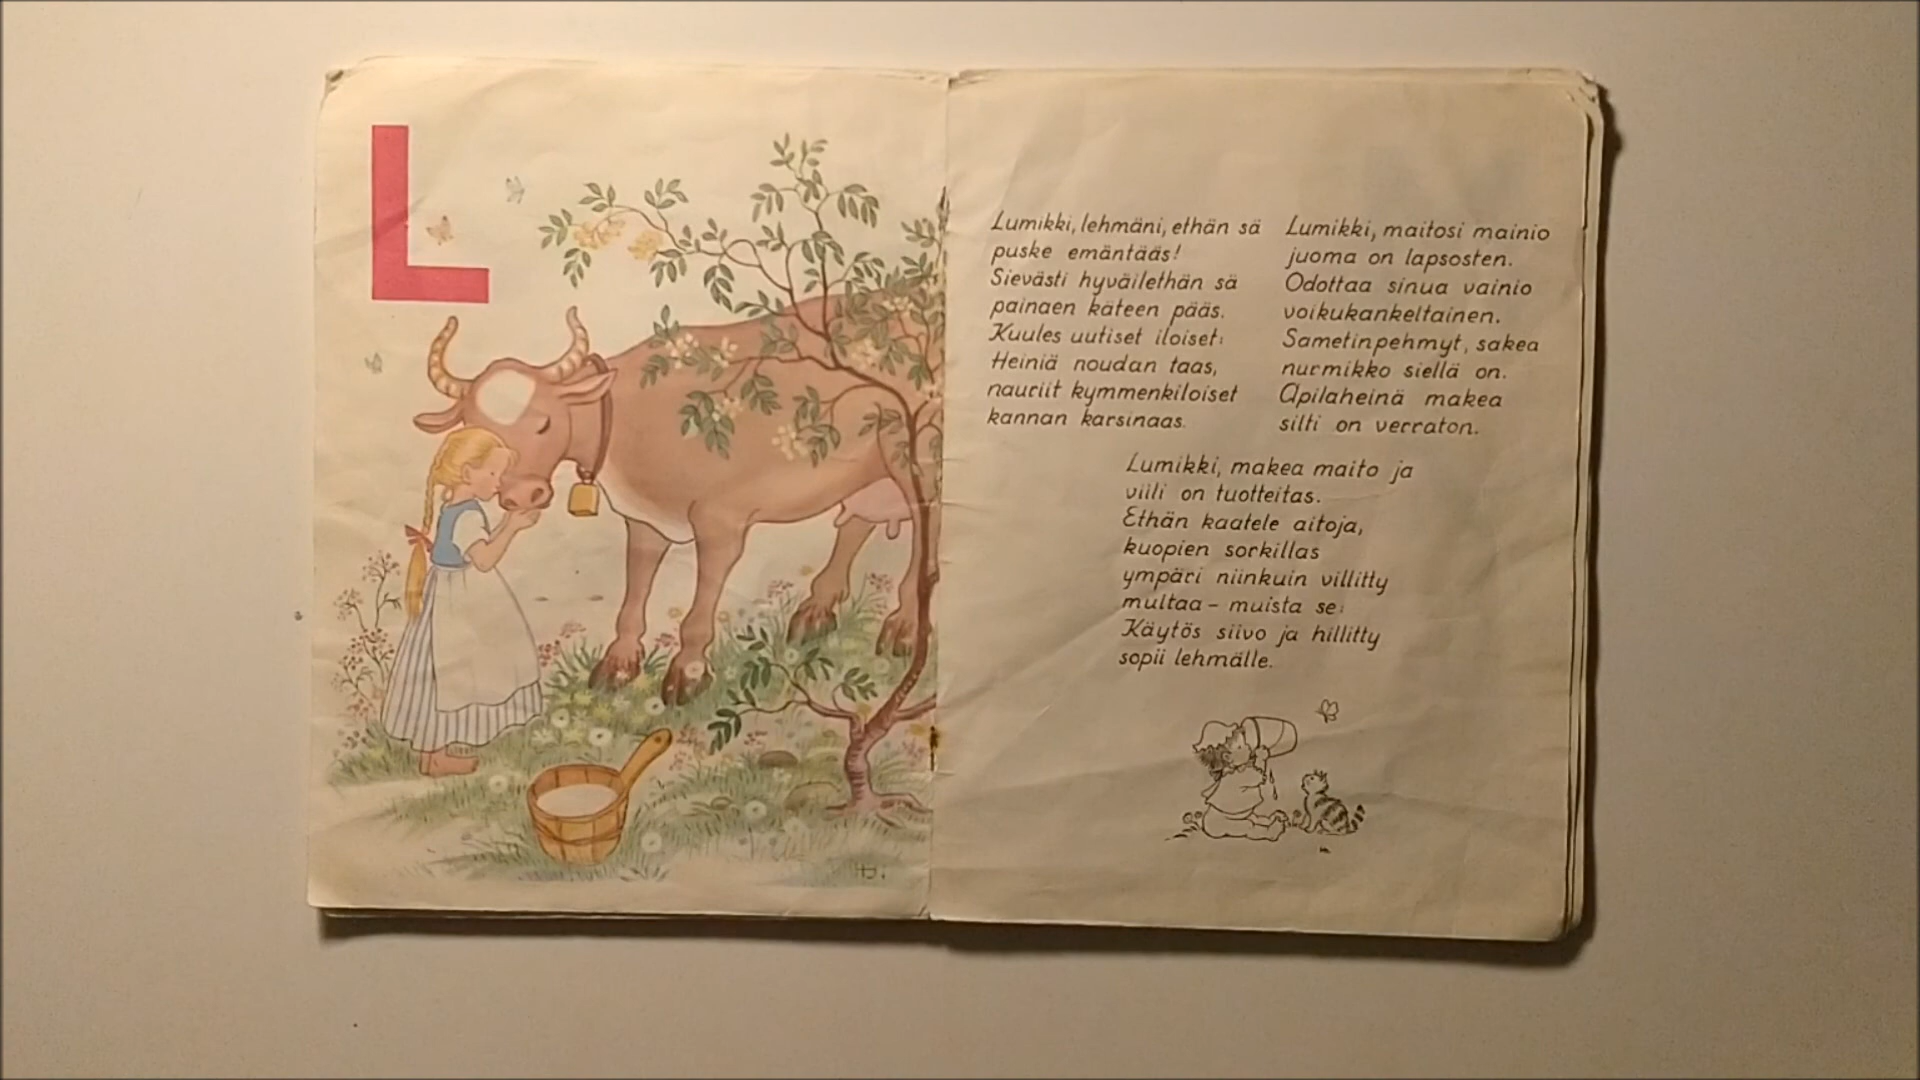 L
Lumikki, lehmäni, ethän sä
puske emäntääs!
Sievästi hyväilethän sä
painaen käteen pääs.
Kuules uutiset iloiset:
Heiniä noudan taas,
nauriit kymmenkiloiset
kannan karsinaas.
Lumikki, maitosi mainio
juoma on lapsosten.
Odottaa sinua vainio
voikukankeltainen.
Sametinpehmyt, sakea
nurmikko siellä on.
Apilaheinä makea
silti on verraton.
Lumikki, makea maito ja
viili on tuotteitas.
Ethän kaatele aitoja,
kuopien sorkillas
ympäri niinkuin villitty
multaa – muista se:
Käytös siivo ja hillitty
sopii lehmälle.